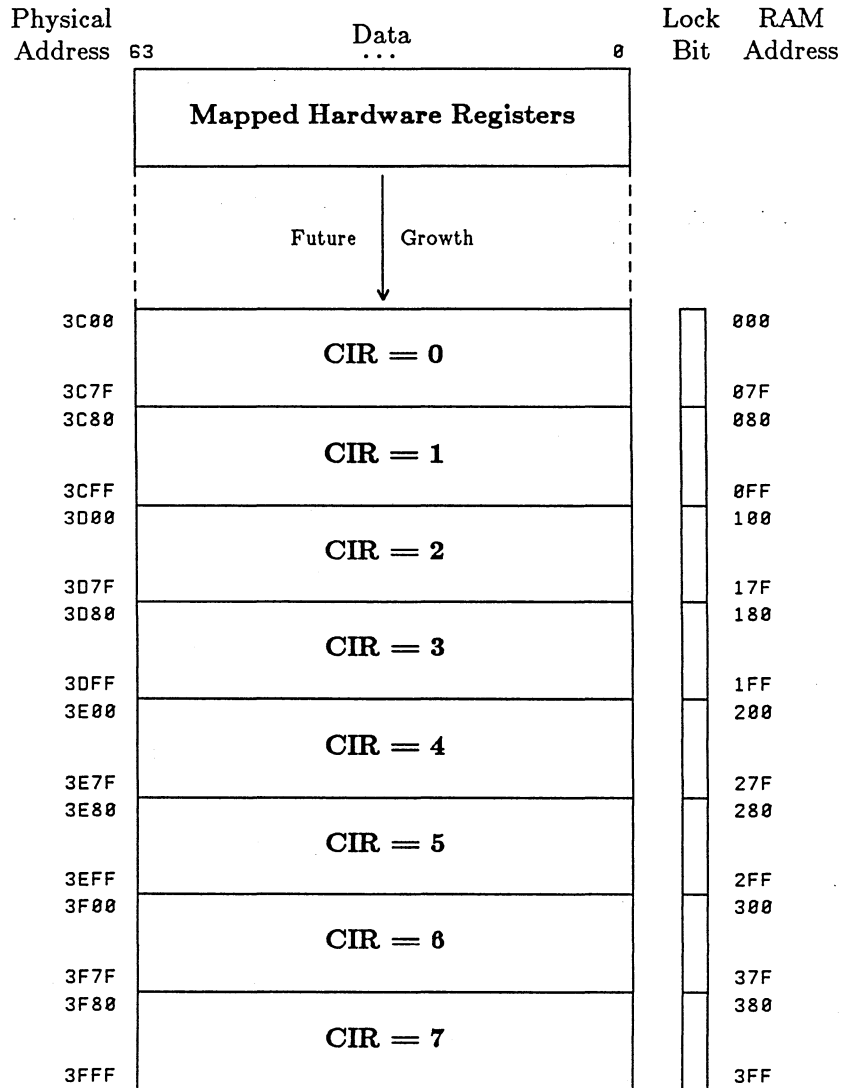 Physical Address
63
Data
...
0
Lock Bit
RAM Address
Mapped Hardware Registers
Future Growth
3C00
000
CIR = 0
3C7F
07F
3C80
080
CIR = 1
3CFF
0FF
3D00
100
CIR = 2
3D7F
17F
3D80
180
CIR = 3
3DFF
1FF
3E00
200
CIR = 4
3E7F
27F
3E80
280
CIR = 5
3EFF
2FF
3F00
300
CIR = 6
3F7F
37F
3F80
380
CIR = 7
3FFF
3FF